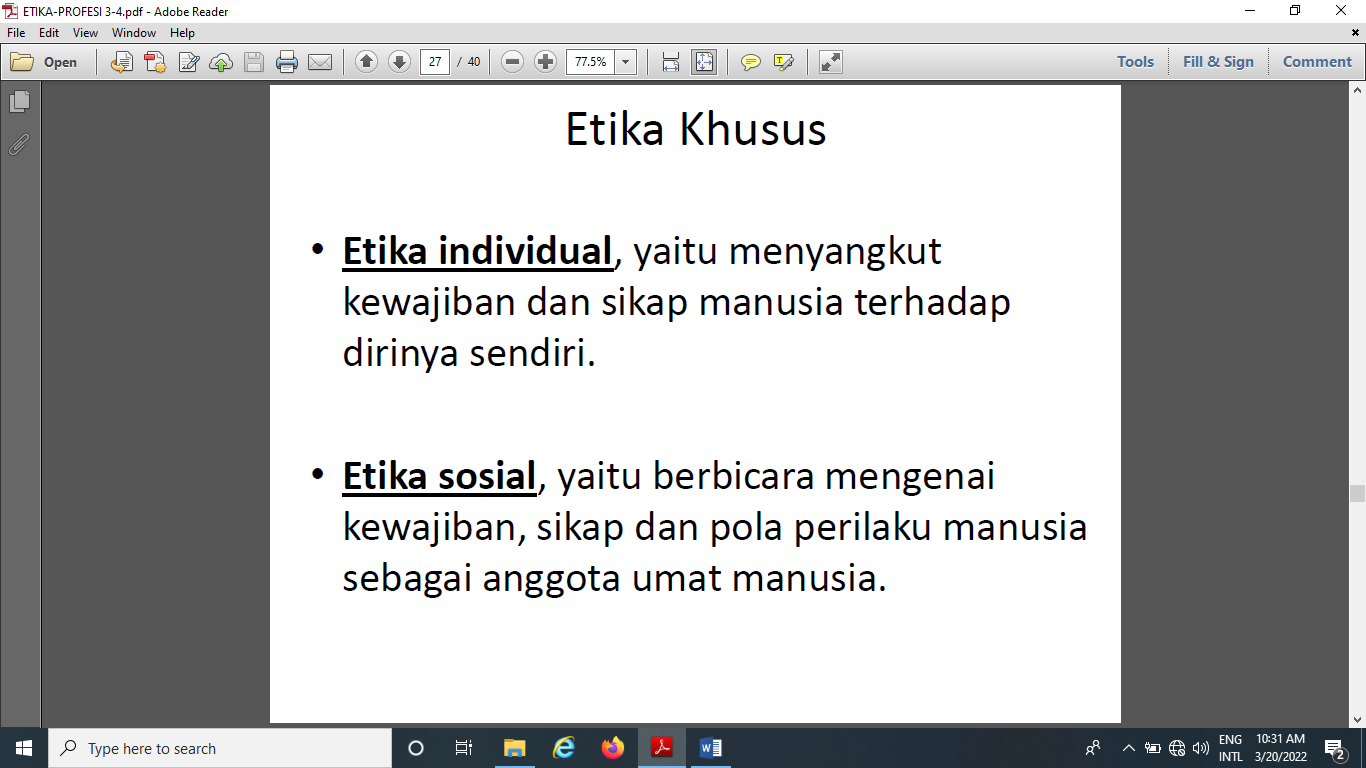 ETIKA-PROFESI 3-4.pdf - Adobe Reader
File Edit View Window Help
Open 27 / 40 77.5% Tools Fill & Sign Comment
Etika Khusus
• Etika individual, yaitu menyangkut
kewajiban dan sikap manusia terhadap
dirinya sendiri.
• Etika sosial, yaitu berbicara mengenai
kewajiban, sikap dan pola perilaku manusia
sebagai anggota umat manusia.
Type here to search
ENG 10:31 AM
INTL 3/20/2022 2